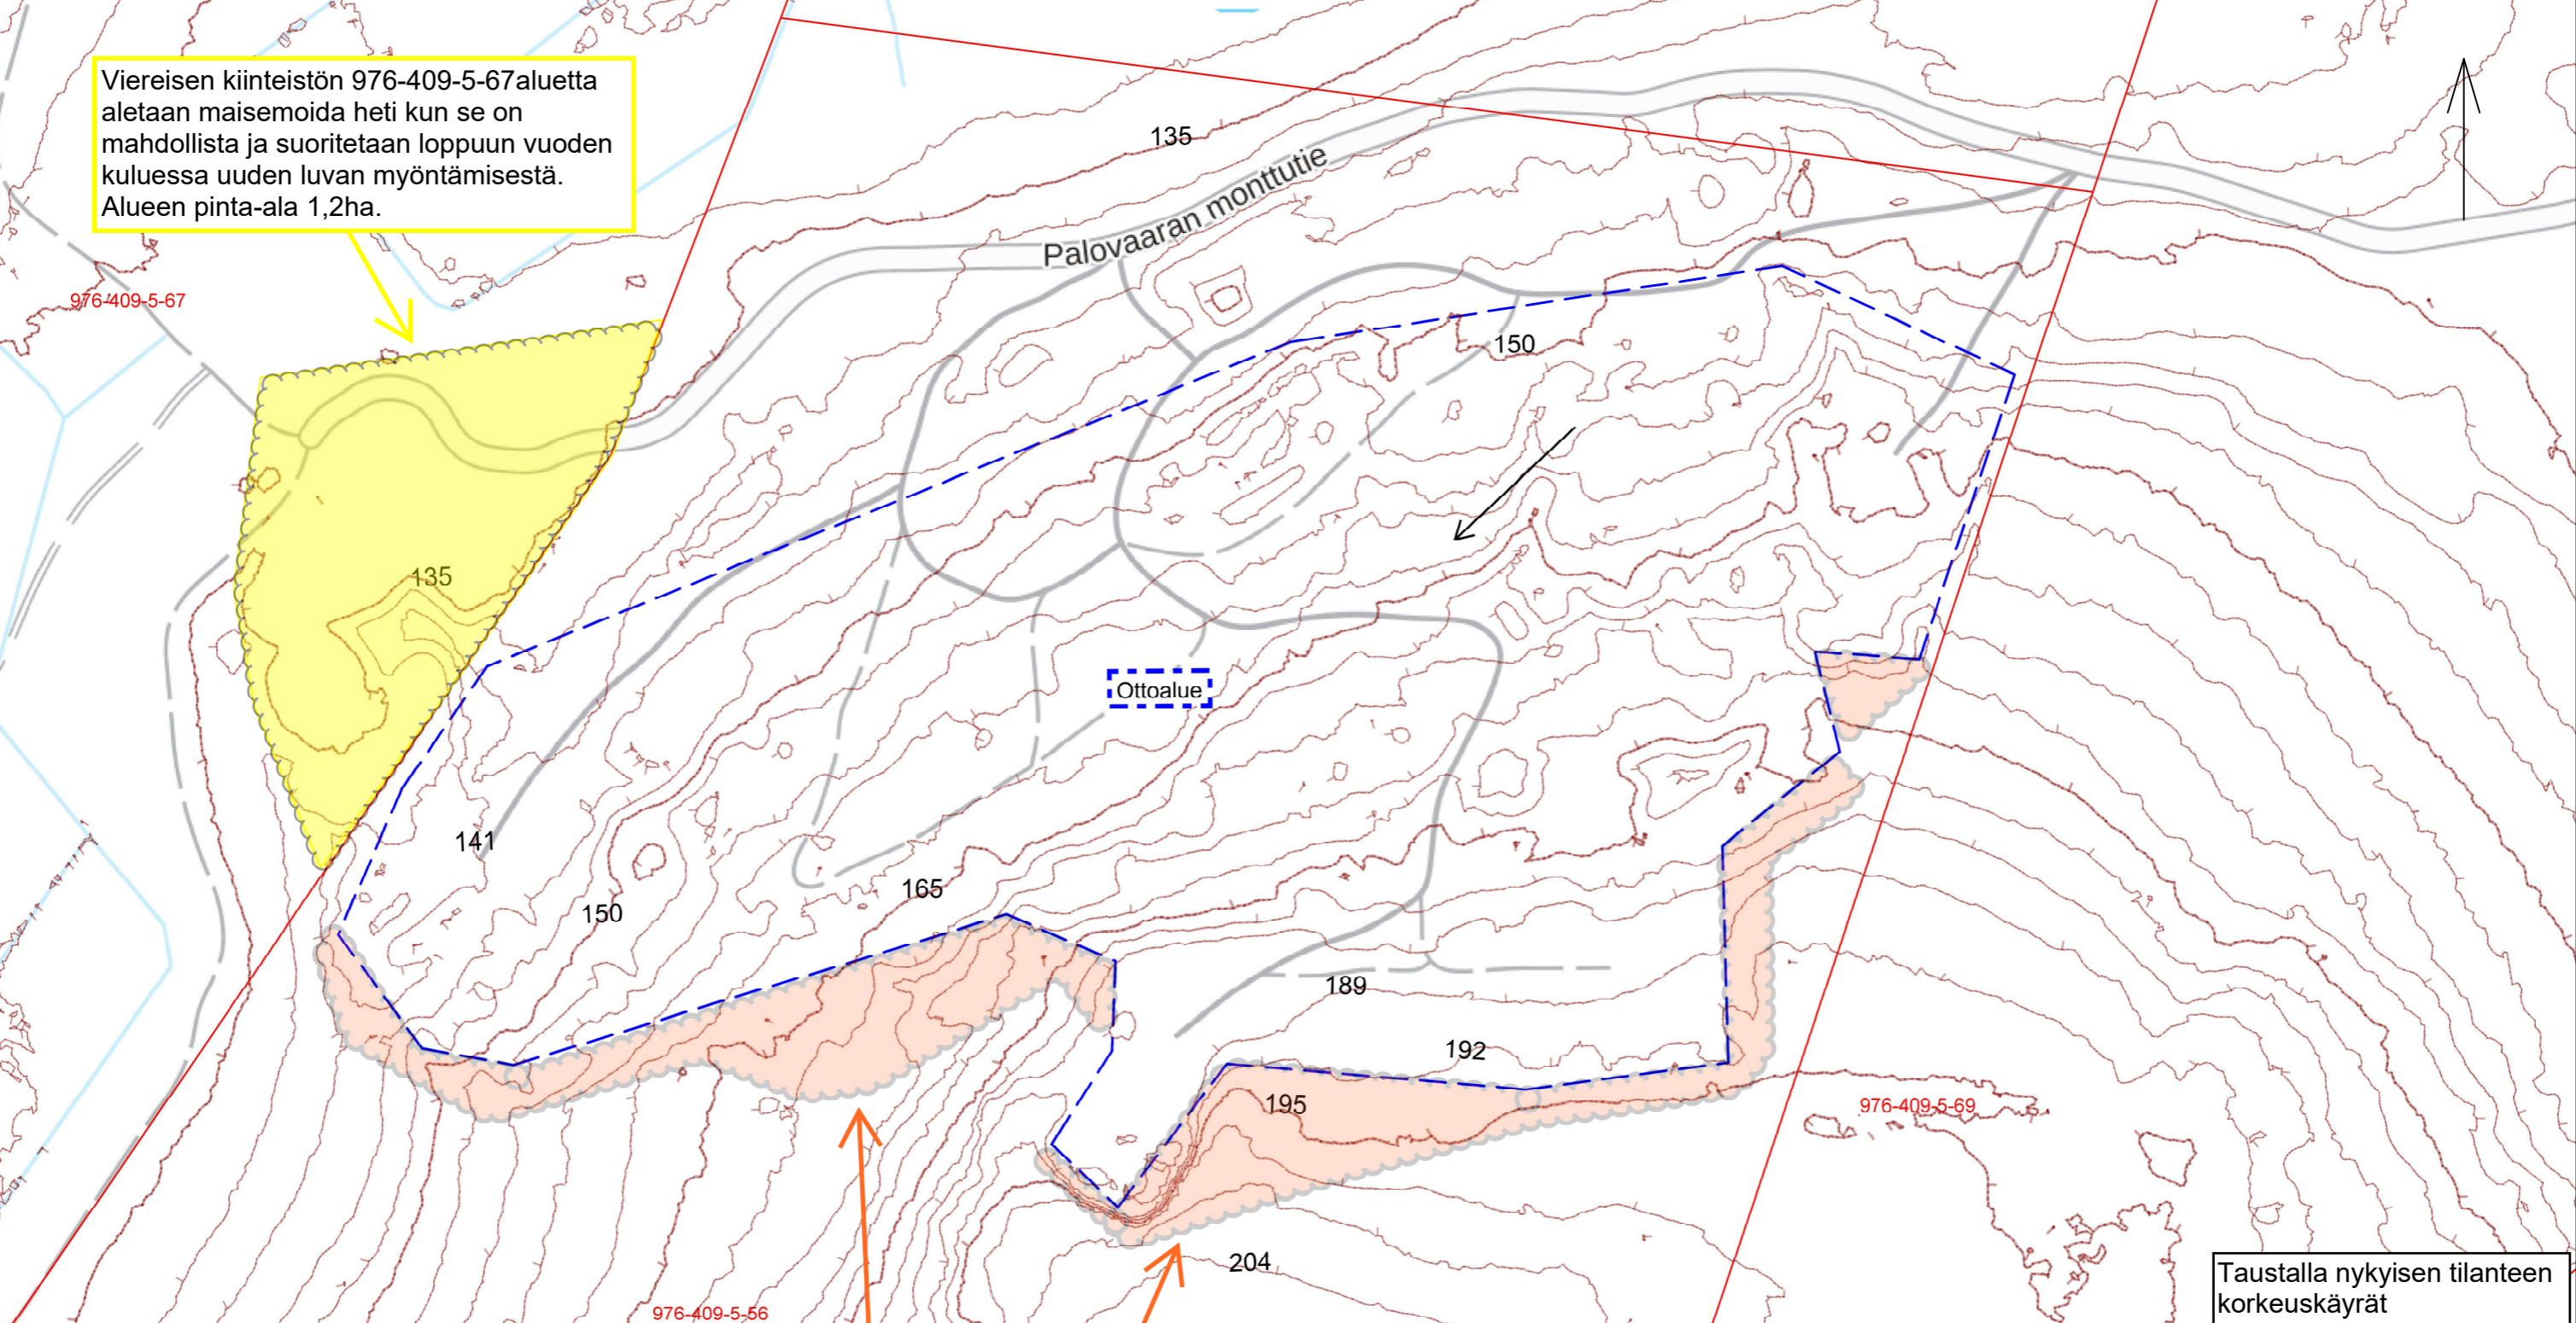 Viereisen kiinteistön 976-409-5-67aluetta
aletaan maisemoida heti kun se on
mahdollista ja suoritetaan loppuun vuoden
kuluessa uuden luvan myöntämisestä.
Alueen pinta-ala 1,2ha.
135
Palovaaran monttutie
976-409-5-67
150
135
Ottoalue
141
165
150
189
192
195
976-409-5-69
204
976-409-5-56
Taustalla nykyisen tilanteen
korkeuskäyrät